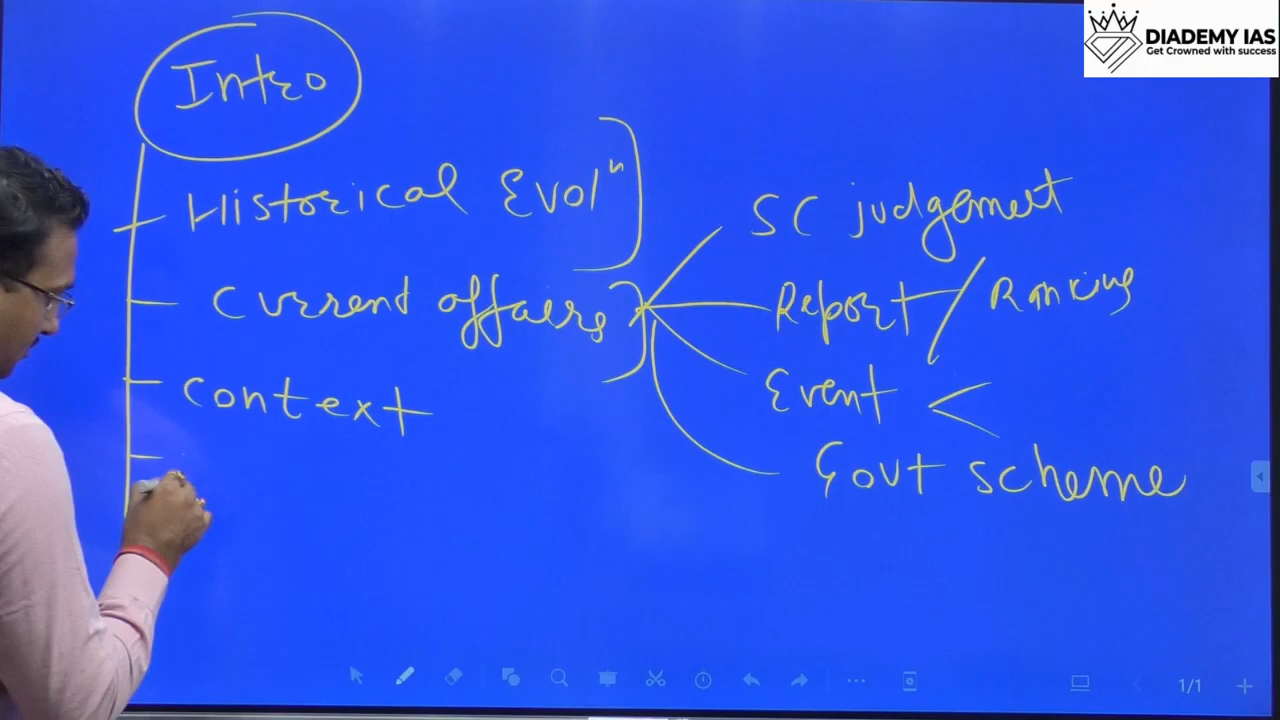 DIADEMY IAS
Get Crowned with success
Intro
Historical Evolⁿ
SC judgement
Current affairs
Report / Ranking
Context
Event <
Govt scheme
1/1